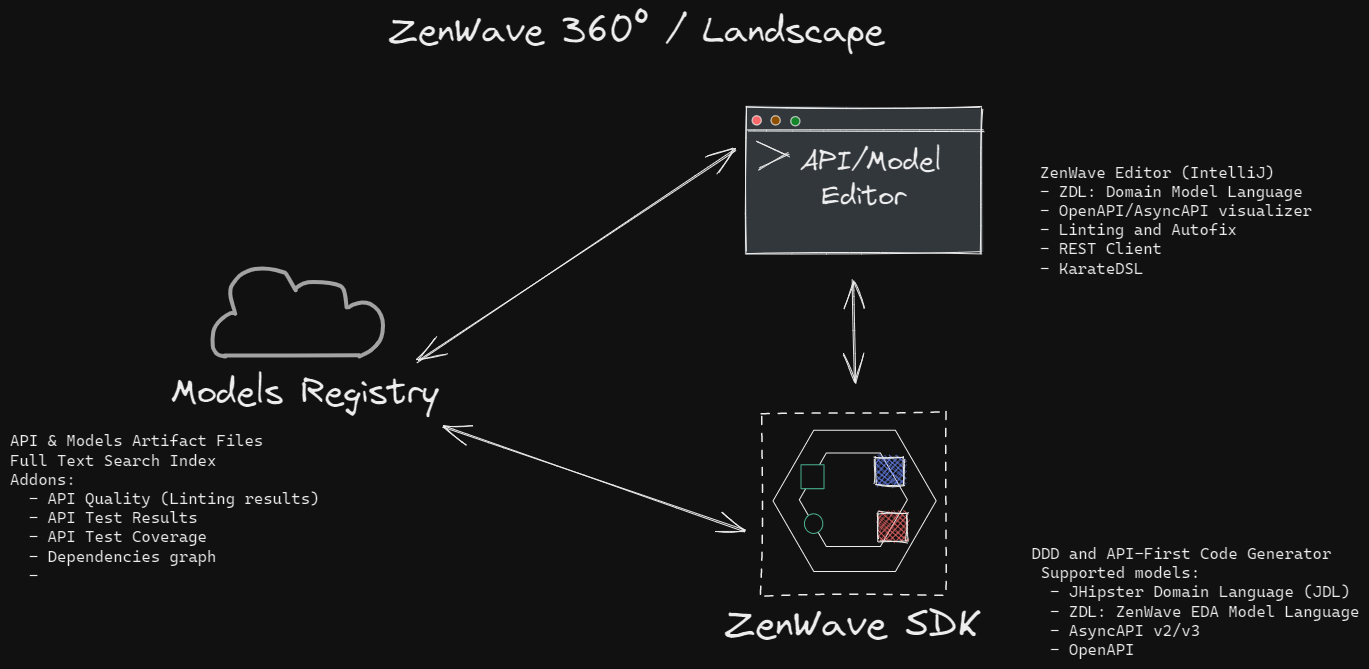 ZenWave 360º / Landscape
> API/Model
Editor
ZenWave Editor (IntelliJ)
- ZDL: Domain Model Language
- OpenAPI/AsyncAPI visualizer
- Linting and Autofix
- REST Client
- KarateDSL
Models Registry
API & Models Artifact Files
Full Text Search Index
Addons:
- API Quality (Linting results)
- API Test Results
- API Test Coverage
- Dependencies graph
-
ZenWave SDK
DDD and API-First Code Generator
Supported models:
- JHipster Domain Language (JDL)
- ZDL: ZenWave EDA Model Language
- AsyncAPI v2/v3
- OpenAPI